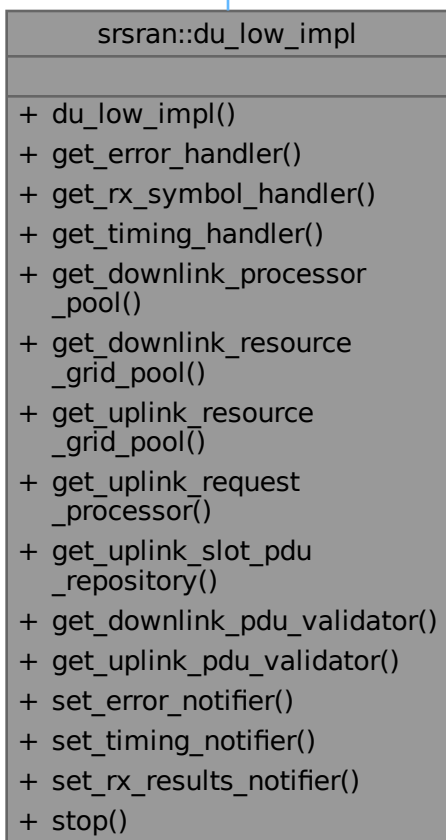 srsran::du_low_impl
+ du_low_impl()
+ get_error_handler()
+ get_rx_symbol_handler()
+ get_timing_handler()
+ get_downlink_processor
_pool()
+ get_downlink_resource
_grid_pool()
+ get_uplink_resource
_grid_pool()
+ get_uplink_request
_processor()
+ get_uplink_slot_pdu
_repository()
+ get_downlink_pdu_validator()
+ get_uplink_pdu_validator()
+ set_error_notifier()
+ set_timing_notifier()
+ set_rx_results_notifier()
+ stop()